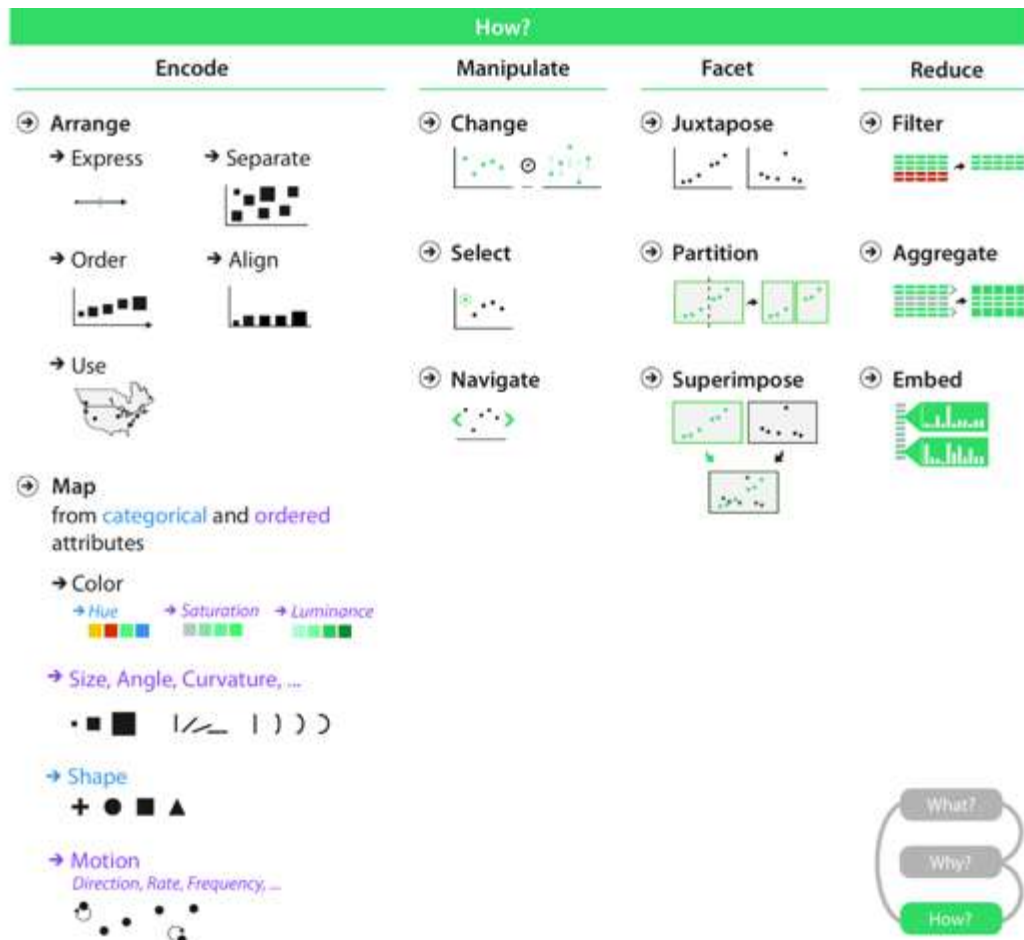 How?
Encode
Manipulate
Facet
Reduce
Arrange
Express
Separate
Order
Align
Use
Map
from categorical and ordered
attributes
Color
Hue
Saturation
Luminance
Size, Angle, Curvature, ...
Shape
Motion
Direction, Rate, Frequency, ...
Change
Select
Navigate
Juxtapose
Partition
Superimpose
Filter
Aggregate
Embed
What?
Why?
How?